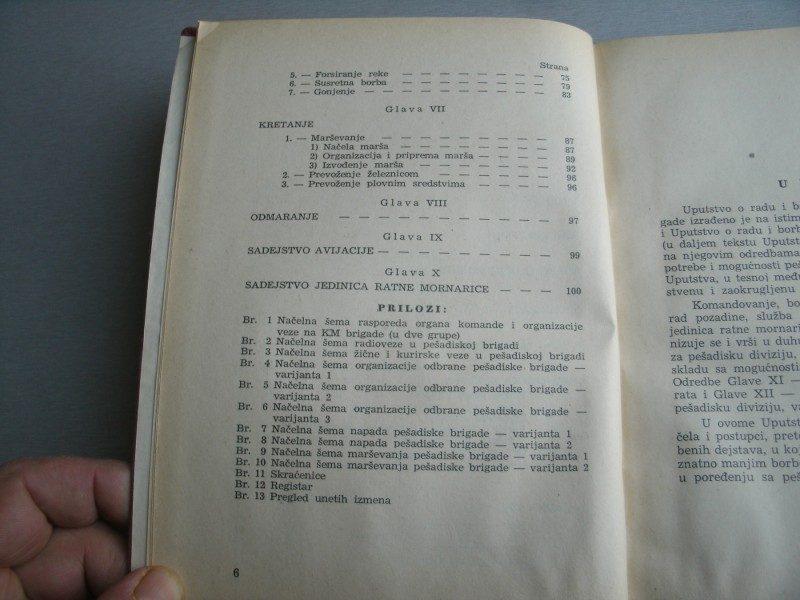 Strana
5. — Forsiranje reke — — — — — — — — — 75
6. — Susretna borba — — — — — — — — — 79
7. — Gonjenje — — — — — — — — — — — 83
Glava VII
KRETANJE
1. — Marševanje — — — — — — — — — — 87
1) Načela marša — — — — — — — — — 87
2) Organizacija i priprema marša — — — — 89
3) Izvođenje marša — — — — — — — — 92
2. — Prevoženje železnicom — — — — — — — 96
3. — Prevoženje plovnim sredstvima — — — — — 96
Glava VIII
ODMARANJE — — — — — — — — — — — — 97
Glava IX
SADEJSTVO AVIJACIJE — — — — — — — — — 99
Glava X
SADEJSTVO JEDINICA RATNE MORNARICE — — — — 100
PRILOZI:
Br. 1 Načelna šema rasporeda organa komande i organizacije
veze na KM brigade (u dve grupe)
Br. 2 Načelna šema radioveze u pešadiskoj brigadi
Br. 3 Načelna šema žične i kurirske veze u pešadiskoj brigadi
Br. 4 Načelna šema organizacije odbrane pešadiske brigade —
varijanta 1
Br. 5 Načelna šema organizacije odbrane pešadiske brigade —
varijanta 2
Br. 6 Načelna šema organizacije odbrane pešadiske brigade —
varijanta 3
Br. 7 Načelna šema napada pešadiske brigade — varijanta 1
Br. 8 Načelna šema napada pešadiske brigade — varijanta 2
Br. 9 Načelna šema marševanja pešadiske brigade — varijanta 1
Br. 10 Načelna šema marševanja pešadiske brigade — varijanta 2
Br. 11 Skraćenice
Br. 12 Registar
Br. 13 Pregled unetih izmena
6
U
Uputstvo o radu i b
gade izrađeno je na istim
i Uputstvo o radu i borb
(u daljem tekstu Uputst
na njegovim odredbama
potrebe i mogućnosti peš
Uputstva, u tesnoj među
stvenu i zaokrugljenu
Komandovanje, bo
rad pozadine, služba
jedinica ratne mornari
nizuje se i vrši u duhu
za pešadisku diviziju,
skladu sa mogućnosti
Odredbe Glave XI —
rata i Glave XII —
pešadisku diviziju, va
U ovome Uputst
čela i postupci, pret
benih dejstava, u koj
znatno manjim borb
u poređenju sa peš